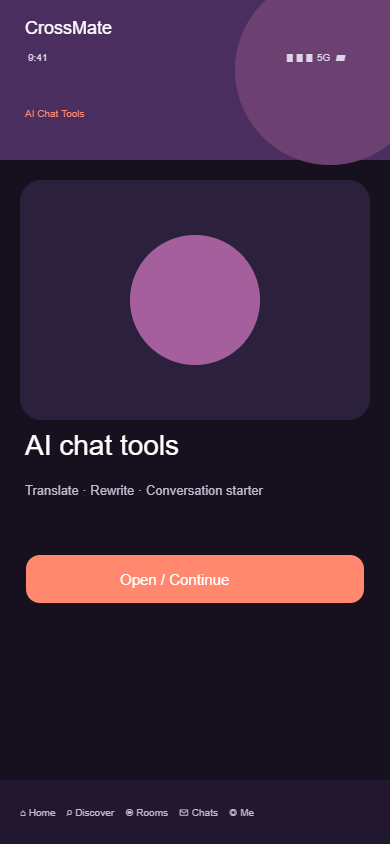 CrossMate
9:41 5G
AI Chat Tools
AI chat tools
Translate · Rewrite · Conversation starter
Open / Continue
Home Discover Rooms Chats Me